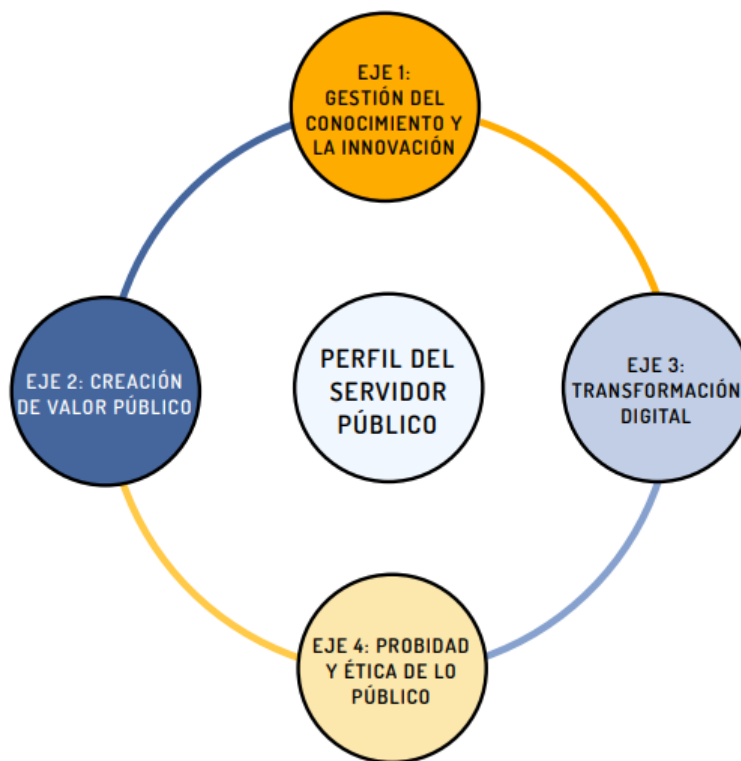 EJE 1:
GESTIÓN DEL
CONOCIMIENTO Y
LA INNOVACIÓN
EJE 2: CREACIÓN
DE VALOR PÚBLICO
PERFIL DEL
SERVIDOR
PÚBLICO
EJE 3:
TRANSFORMACIÓN
DIGITAL
EJE 4: PROBIDAD
Y ÉTICA DE LO
PÚBLICO